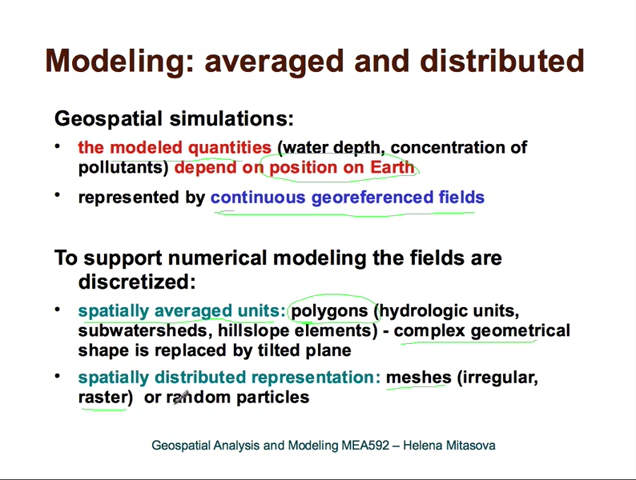 Modeling: averaged and distributed
Geospatial simulations:
• the modeled quantities (water depth, concentration of
pollutants) depend on position on Earth
• represented by continuous georeferenced fields
To support numerical modeling the fields are
discretized:
• spatially averaged units: polygons (hydrologic units,
subwatersheds, hillslope elements) - complex geometrical
shape is replaced by tilted plane
• spatially distributed representation: meshes (irregular,
raster) or random particles
Geospatial Analysis and Modeling MEA592 – Helena Mitasova